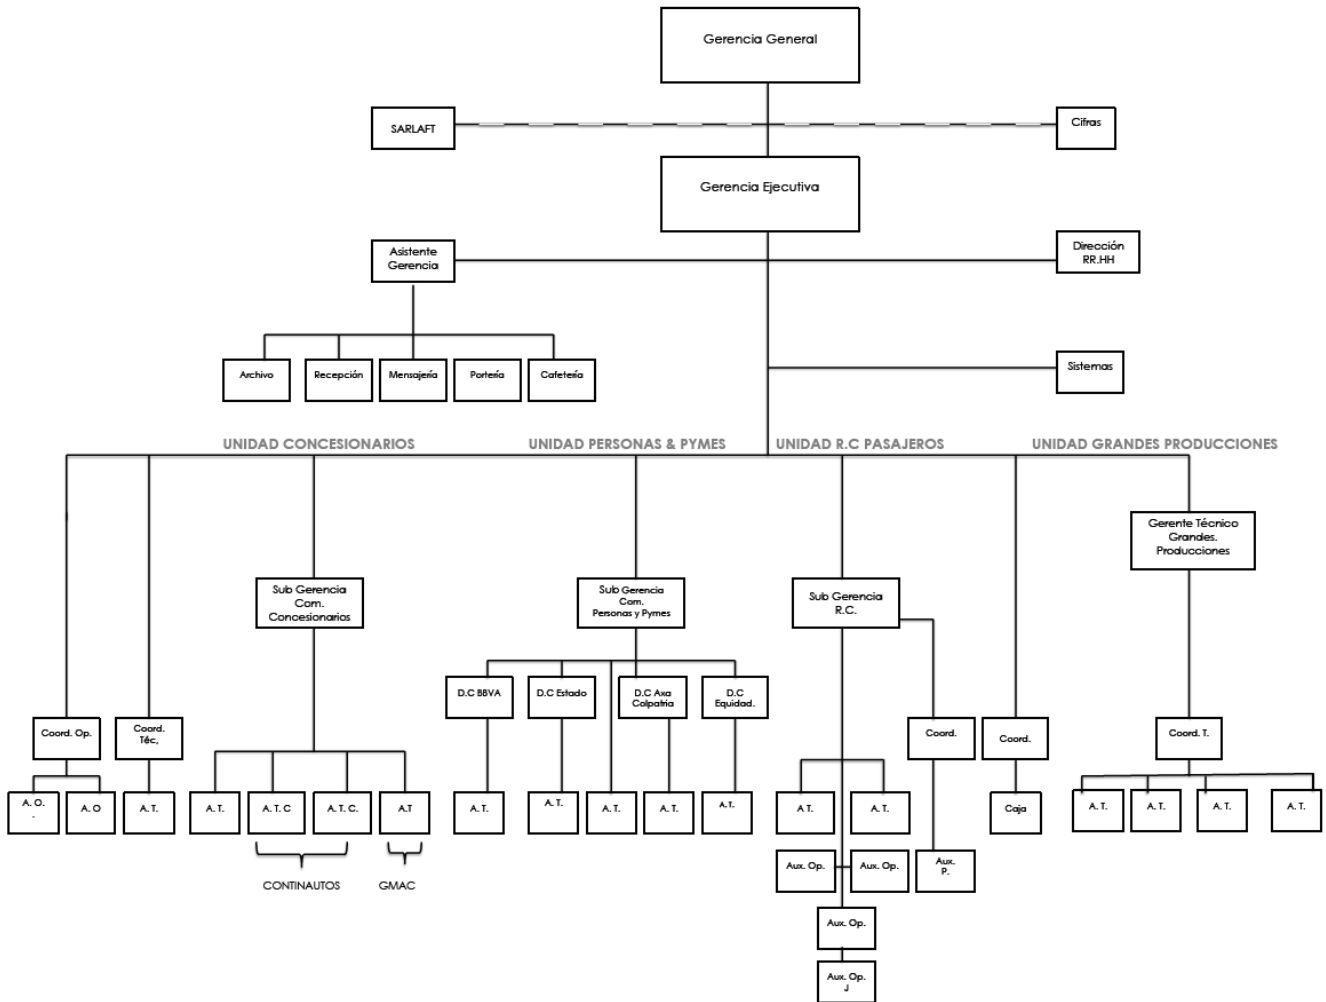 Gerencia General
SARLAFT
Cifras
Gerencia Ejecutiva
Asistente
Gerencia
Dirección
RR.HH
Archivo
Recepción
Mensajería
Portería
Cafetería
Sistemas
UNIDAD CONCESIONARIOS
UNIDAD PERSONAS & PYMES
UNIDAD R.C PASAJEROS
UNIDAD GRANDES PRODUCCIONES
Gerente Técnico
Grandes.
Producciones
Sub Gerencia
Com.
Concesionarios
Sub Gerencia
Com.
Personas y Pymes
Sub Gerencia
R.C.
D.C BBVA
D.C Estado
D.C Axa
Colpatria
D.C
Equidad.
Coord. Op.
Coord.
Téc,
Coord.
Coord.
Coord. T.
A. O.
.
A. O
A. T.
A. T.
A. T. C
A. T. C.
A.T
A. T.
A. T.
A. T.
A. T.
A.T.
A T.
A. T.
Caja
A. T.
A. T.
A. T.
A. T.
CONTINAUTOS
GMAC
Aux. Op.
Aux. Op.
Aux.
P.
Aux. Op.
Aux. Op.
J